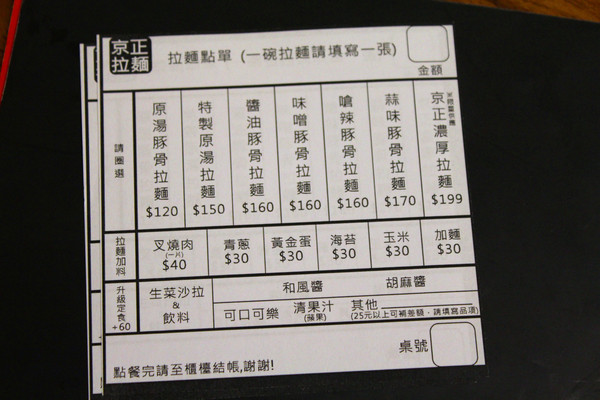 京正
拉麵
拉麵點單 (一碗拉麵請填寫一張)
金額
請圈選
原湯豚骨拉麵
$120
特製原湯拉麵
$150
醬油豚骨拉麵
$160
味噌豚骨拉麵
$160
嗆辣豚骨拉麵
$160
蒜味豚骨拉麵
$170
京正濃厚拉麵
$199
拉麵加料
叉燒肉
(一片)
$40
青蔥
$30
黃金蛋
$30
海苔
$30
玉米
$30
加麵
$30
升級定食
+60
生菜沙拉
&
飲料
和風醬 胡麻醬
可口可樂 清果汁 其他
(蘋果) (25元以上可補差額，請填寫品項)
桌號
點餐完請至櫃檯結帳,謝謝!